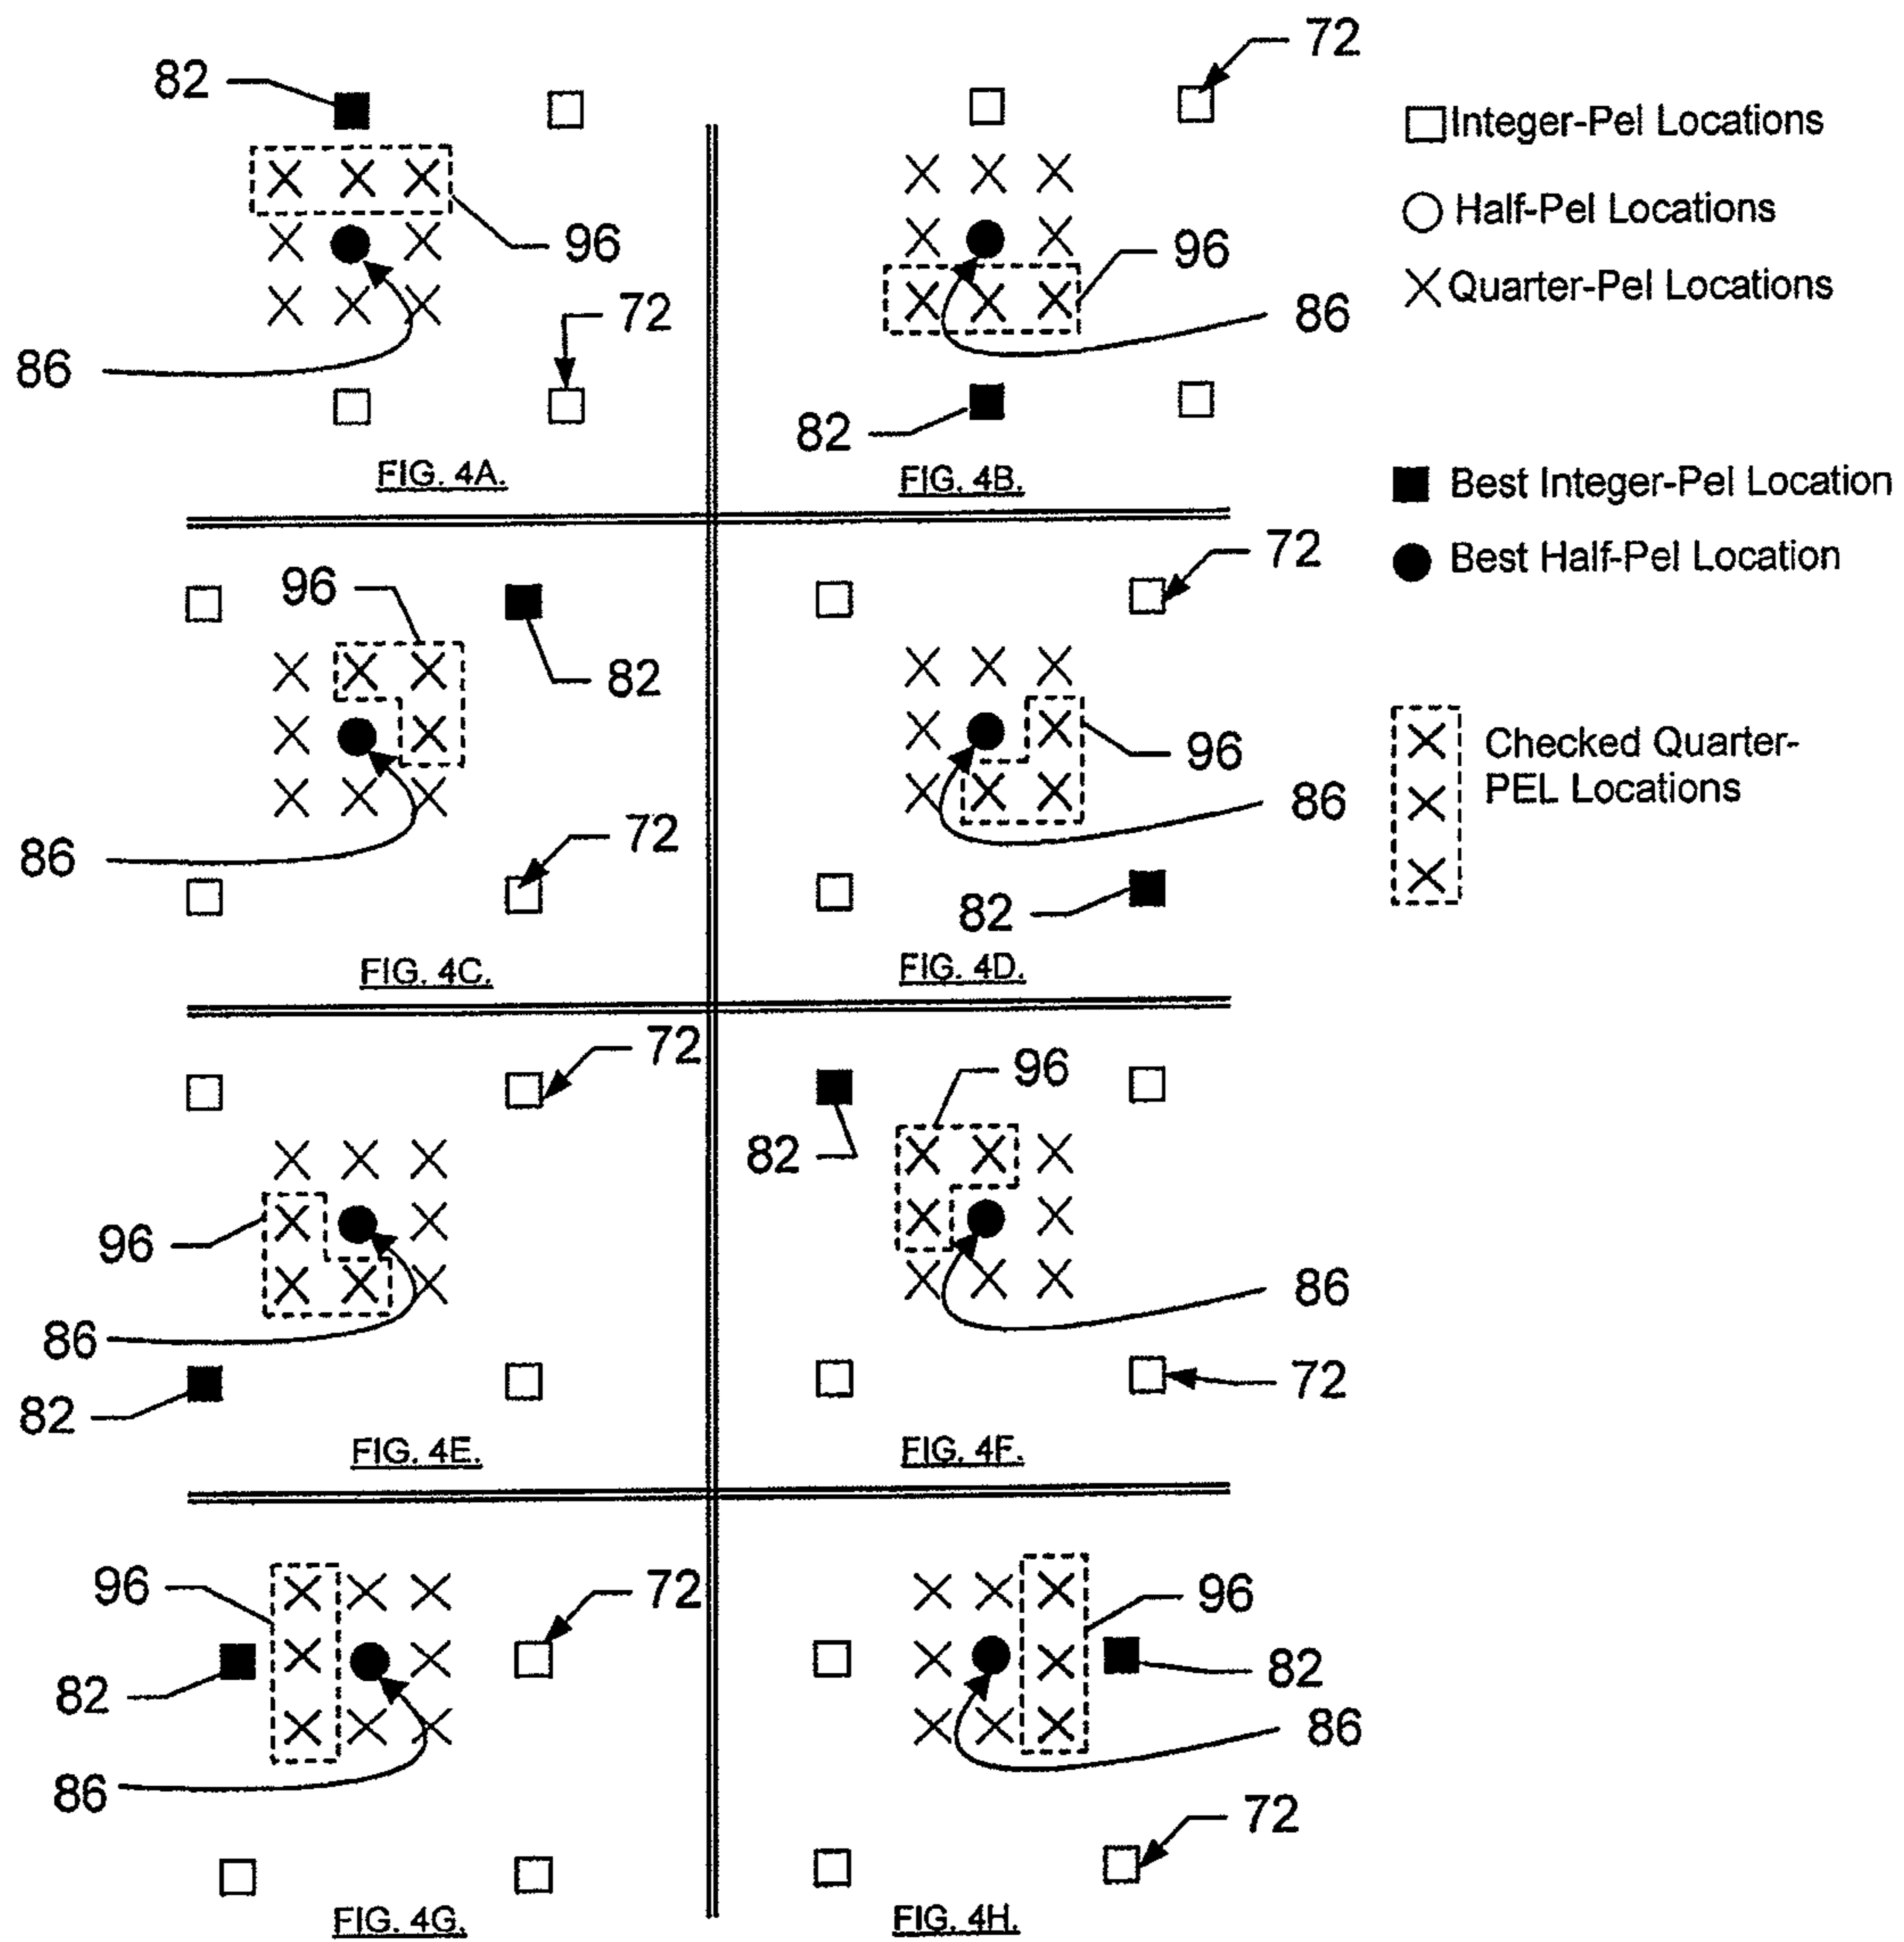 82
72
96
72
86
FIG. 4A.
72
96
86
82
FIG. 4B.
□ Integer-Pel Locations
○ Half-Pel Locations
X Quarter-Pel Locations
■ Best Integer-Pel Location
● Best Half-Pel Location
Checked Quarter-
PEL Locations
96
82
72
86
FIG. 4C.
72
96
86
82
FIG. 4D.
72
96
86
82
FIG. 4E.
96
82
86
72
FIG. 4F.
96
72
82
86
FIG. 4G.
96
82
86
72
FIG. 4H.